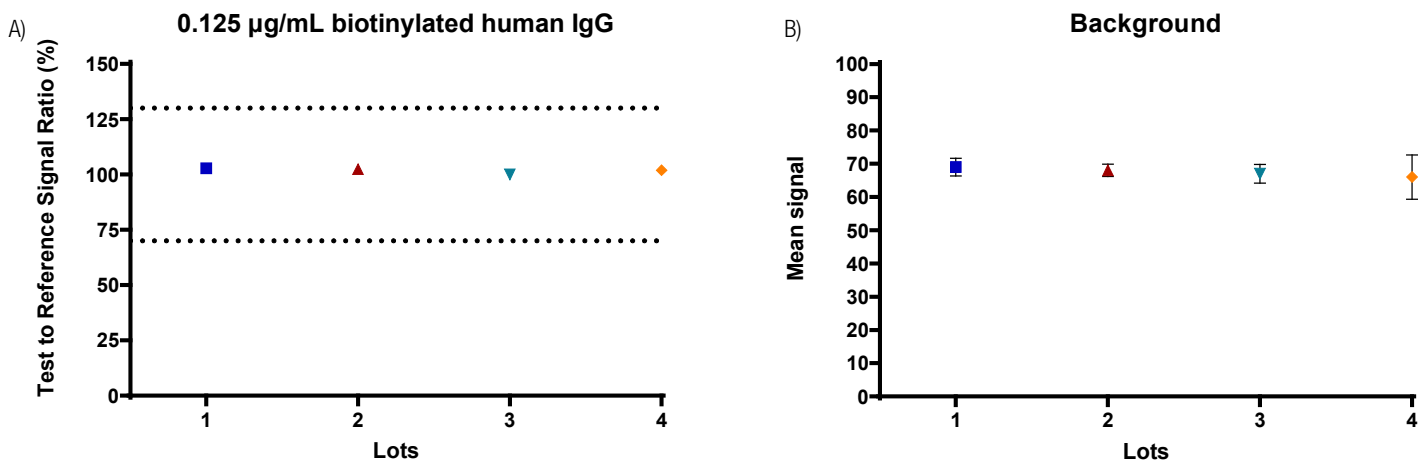 A)
0.125 µg/mL biotinylated human IgG
Test to Reference Signal Ratio (%)
150
125
100
75
50
25
0
1 2 3 4
Lots
B)
Background
Mean signal
100
90
80
70
60
50
40
30
20
10
0
1 2 3 4
Lots